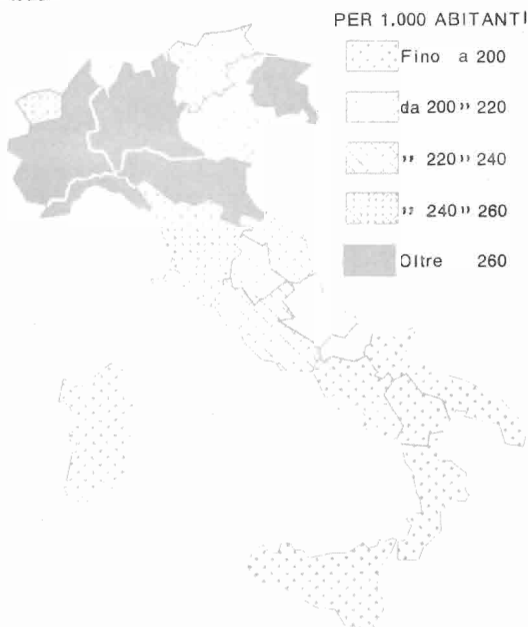 PER 1.000 ABITANTI
Fino a 200
da 200 ,, 220
,, 220 ,, 240
,, 240 ,, 260
Oltre 260